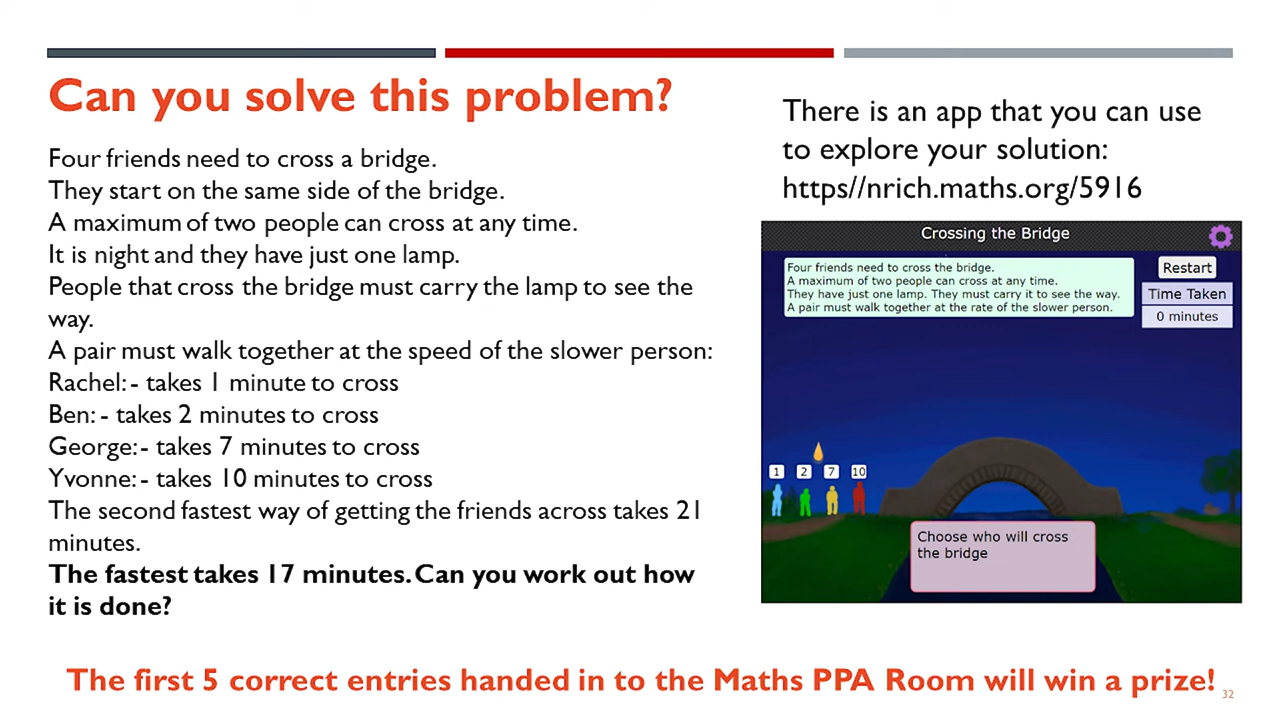 Can you solve this problem?
Four friends need to cross a bridge.
They start on the same side of the bridge.
A maximum of two people can cross at any time.
It is night and they have just one lamp.
People that cross the bridge must carry the lamp to see the
way.
A pair must walk together at the speed of the slower person:
Rachel: - takes 1 minute to cross
Ben: - takes 2 minutes to cross
George: - takes 7 minutes to cross
Yvonne: - takes 10 minutes to cross
The second fastest way of getting the friends across takes 21
minutes.
The fastest takes 17 minutes. Can you work out how
it is done?
There is an app that you can use
to explore your solution:
https//nrich.maths.org/5916
Crossing the Bridge
Four friends need to cross the bridge.
A maximum of two people can cross at any time.
They have just one lamp. They must carry it to see the way.
A pair must walk together at the rate of the slower person.
Restart
Time Taken
0 minutes
1 2 7 10
Choose who will cross
the bridge
The first 5 correct entries handed in to the Maths PPA Room will win a prize!
32